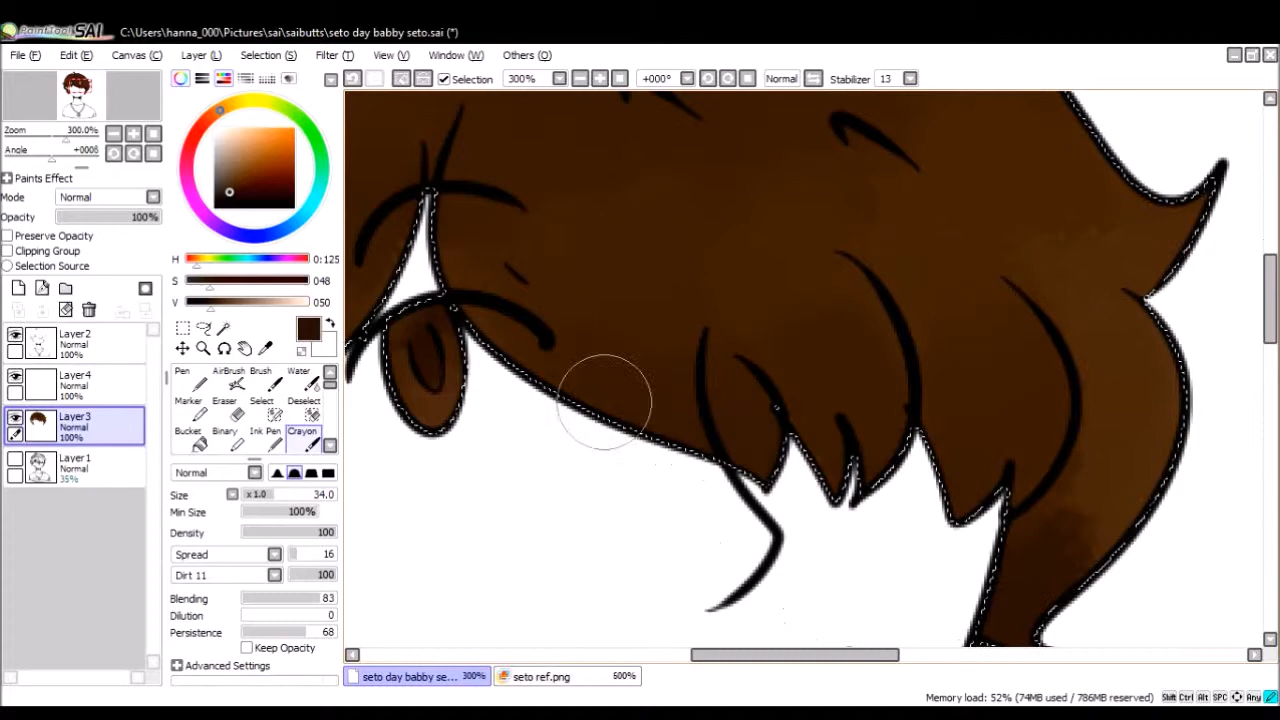 PaintTool SAI C:\Users\hanna_000\Pictures\sai\saibutts\seto day babby seto.sai (*)
File (F) Edit (E) Canvas (C) Layer (L) Selection (S) Filter (T) View (V) Window (W) Others (O)
Selection 300% +000° Normal Stabilizer 13
Zoom 300.0%
Angle +000δ
Paints Effect
Mode Normal
Opacity 100%
Preserve Opacity
Clipping Group
Selection Source
Layer2
Normal
100%
Layer4
Normal
100%
Layer3
Normal
100%
Layer1
Normal
35%
H 0:125
S 048
V 050
Pen AirBrush Brush Water
Marker Eraser Select Deselect
Bucket Binary Ink Pen Crayon
Normal
Size x 1.0 34.0
Min Size 100%
Density 100
Spread 16
Dirt 11 100
Blending 83
Dilution 0
Persistence 68
Keep Opacity
Advanced Settings
seto day babby se... 300% seto ref.png 500%
Memory load: 52% (74MB used / 786MB reserved) Shift Ctrl Alt SPC Any